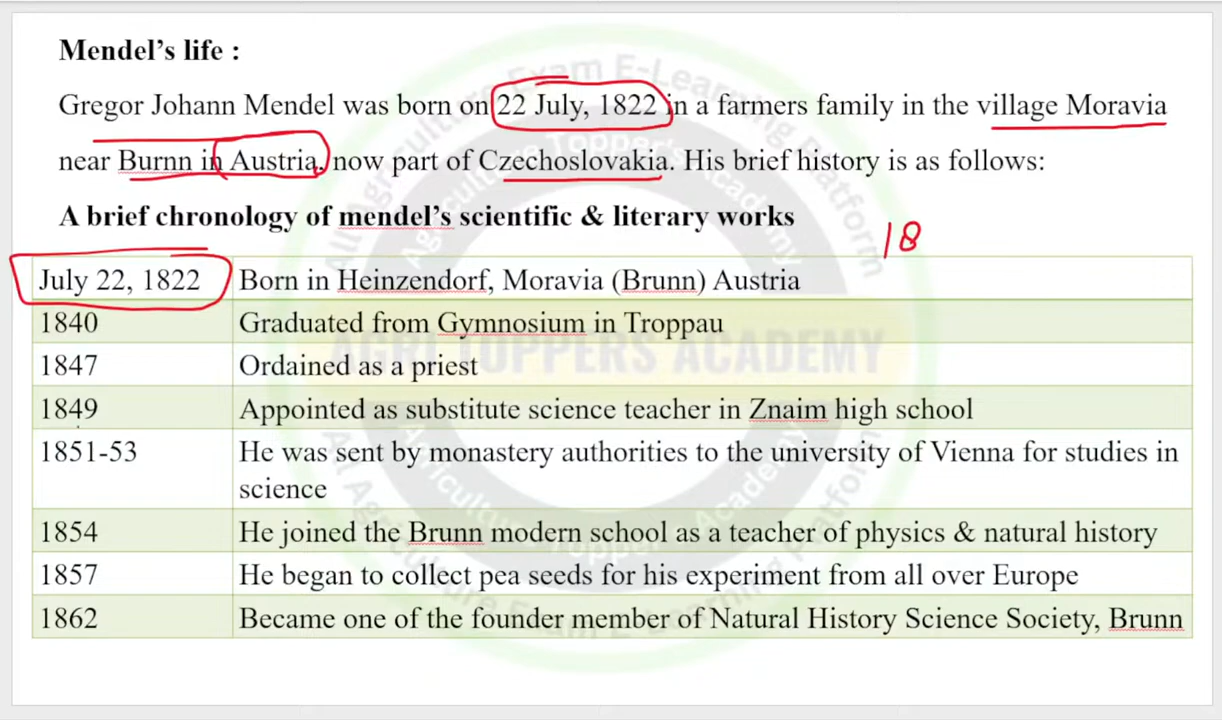 Mendel's life :
Gregor Johann Mendel was born on 22 July, 1822 in a farmers family in the village Moravia
near Burnn in Austria, now part of Czechoslovakia. His brief history is as follows:
A brief chronology of mendel's scientific & literary works
18
July 22, 1822 Born in Heinzendorf, Moravia (Brunn) Austria
1840 Graduated from Gymnosium in Troppau
1847 Ordained as a priest
1849 Appointed as substitute science teacher in Znaim high school
1851-53 He was sent by monastery authorities to the university of Vienna for studies in
science
1854 He joined the Brunn modern school as a teacher of physics & natural history
1857 He began to collect pea seeds for his experiment from all over Europe
1862 Became one of the founder member of Natural History Science Society, Brunn
AGRI TOPPERS ACADEMY